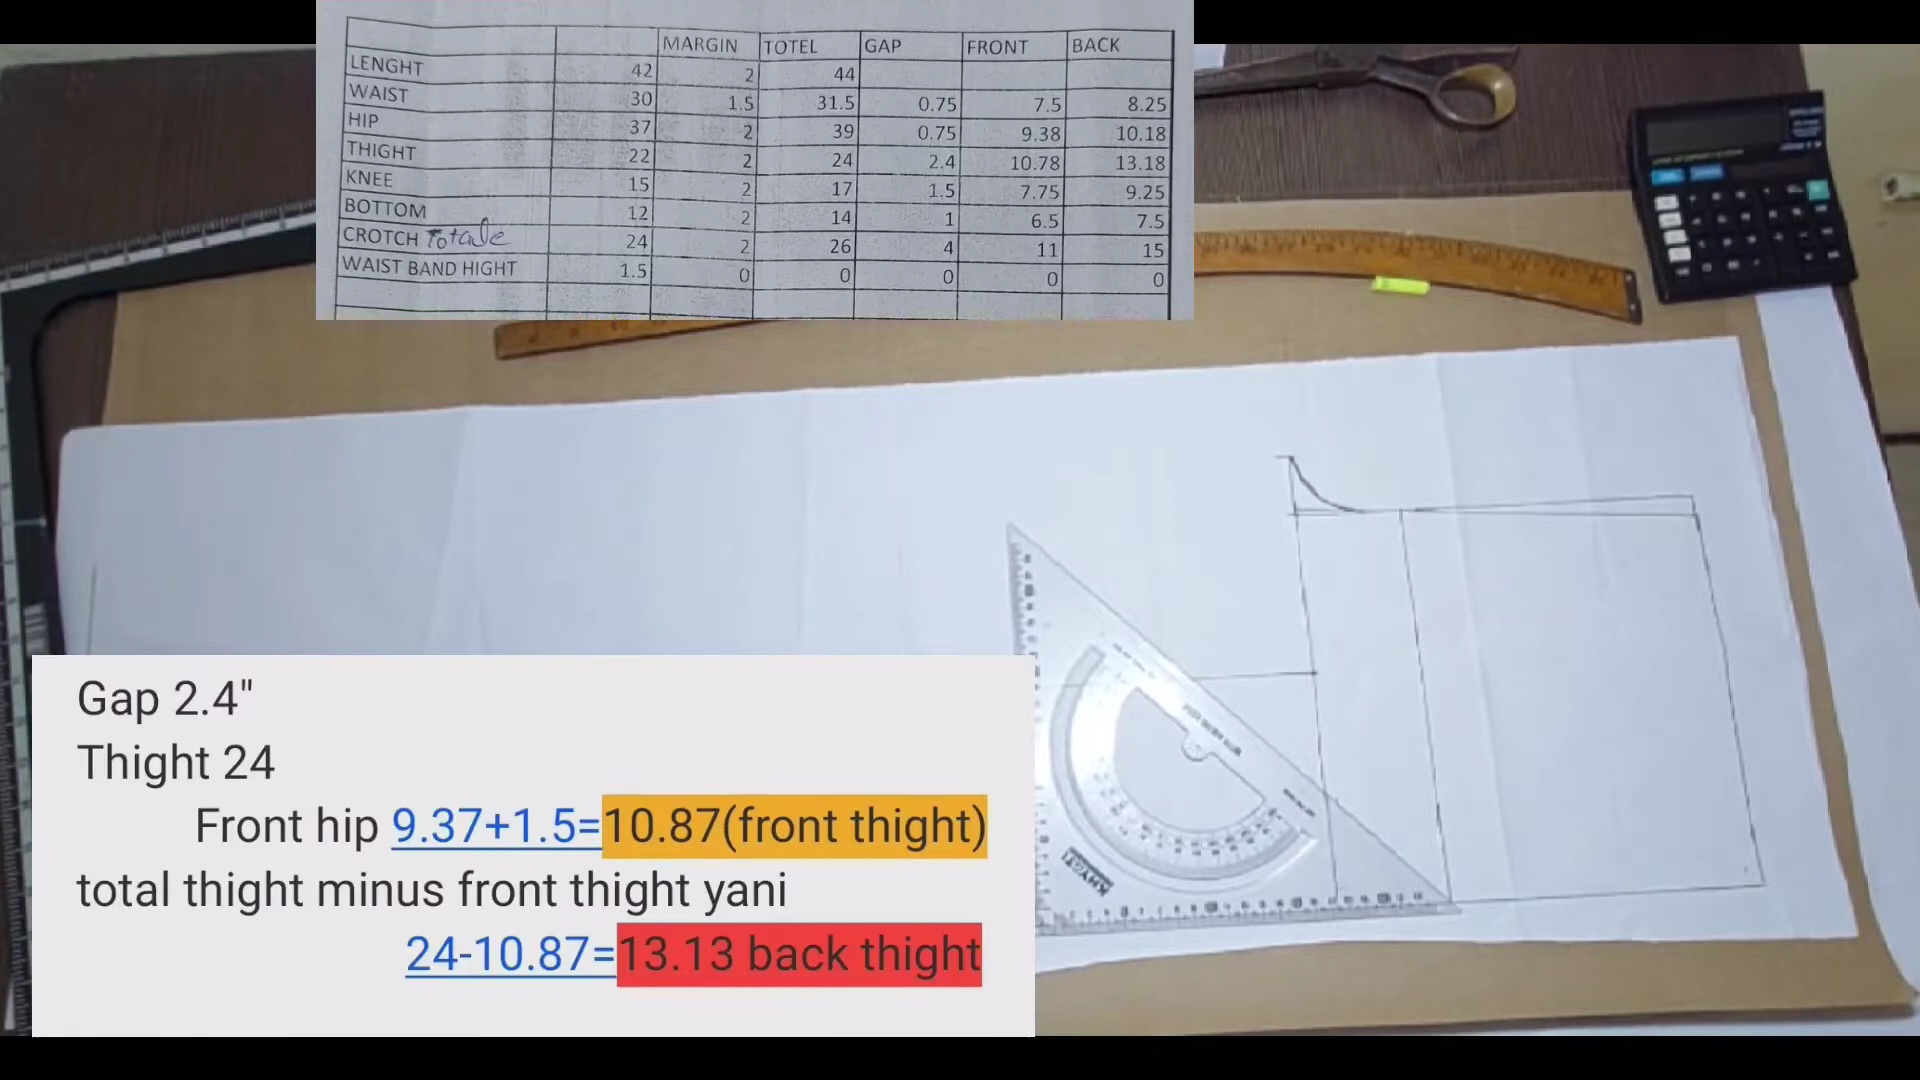 MARGIN TOTEL GAP FRONT BACK
LENGHT 42 2 44
WAIST 30 1.5 31.5 0.75 7.5 8.25
HIP 37 2 39 0.75 9.38 10.18
THIGHT 22 2 24 2.4 10.78 13.18
KNEE 15 2 17 1.5 7.75 9.25
BOTTOM 12 2 14 1 6.5 7.5
CROTCH 24 2 26 4 11 15
WAIST BAND HIGHT 1.5 0 0 0 0 0
Gap 2.4"
Thight 24
Front hip 9.37+1.5=10.87(front thight)
total thight minus front thight yani
24-10.87=13.13 back thight